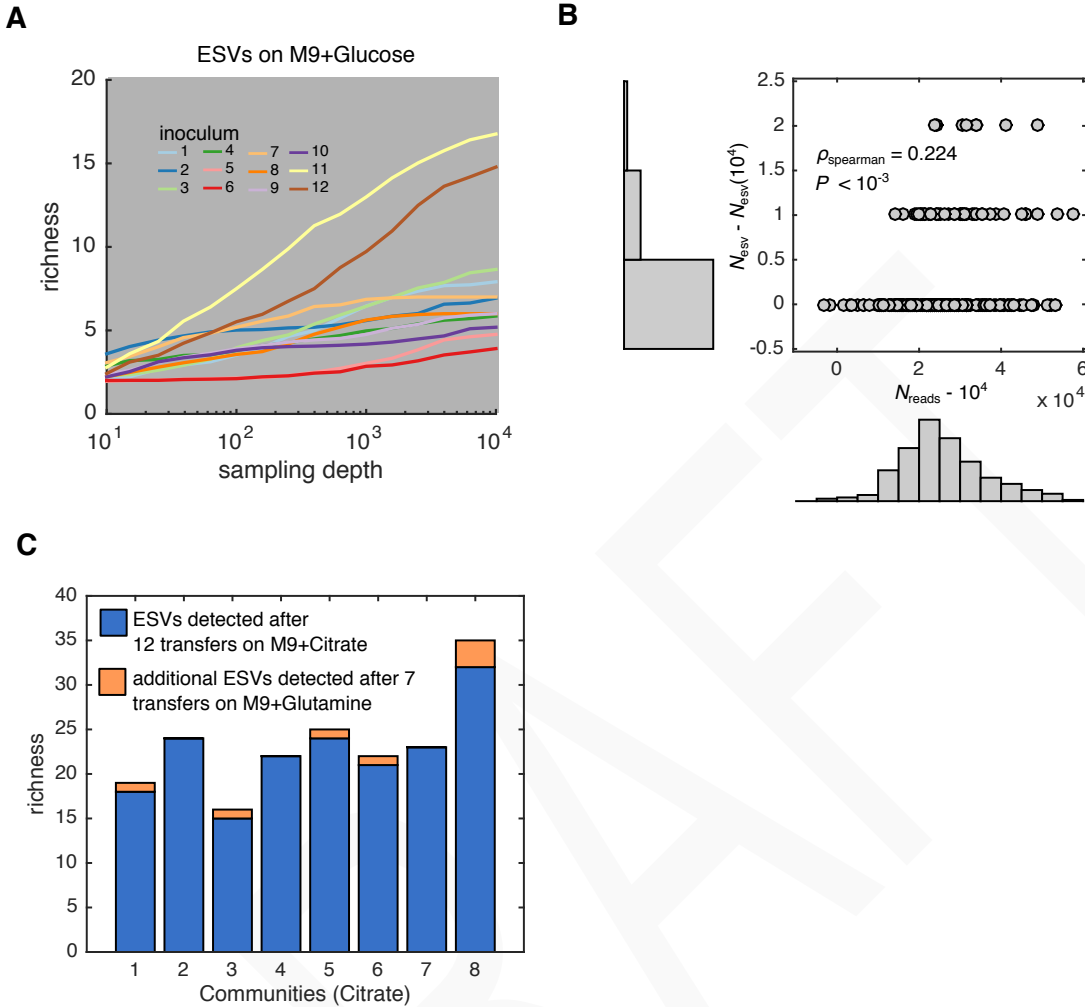 A
ESVs on M9+Glucose
20
15
10
5
0
richness
inoculum
1 4 7 10
2 5 8 11
3 6 9 12
10^1 10^2 10^3 10^4
sampling depth
B
2.5
2
1.5
1
0.5
0
-0.5
N_esv - N_esv(10^4)
ρ_spearman = 0.224
P < 10^-3
0 2 4 6
N_reads - 10^4
x 10^4
C
40
35
30
25
20
15
10
5
0
richness
ESVs detected after
12 transfers on M9+Citrate
additional ESVs detected after 7
transfers on M9+Glutamine
1 2 3 4 5 6 7 8
Communities (Citrate)